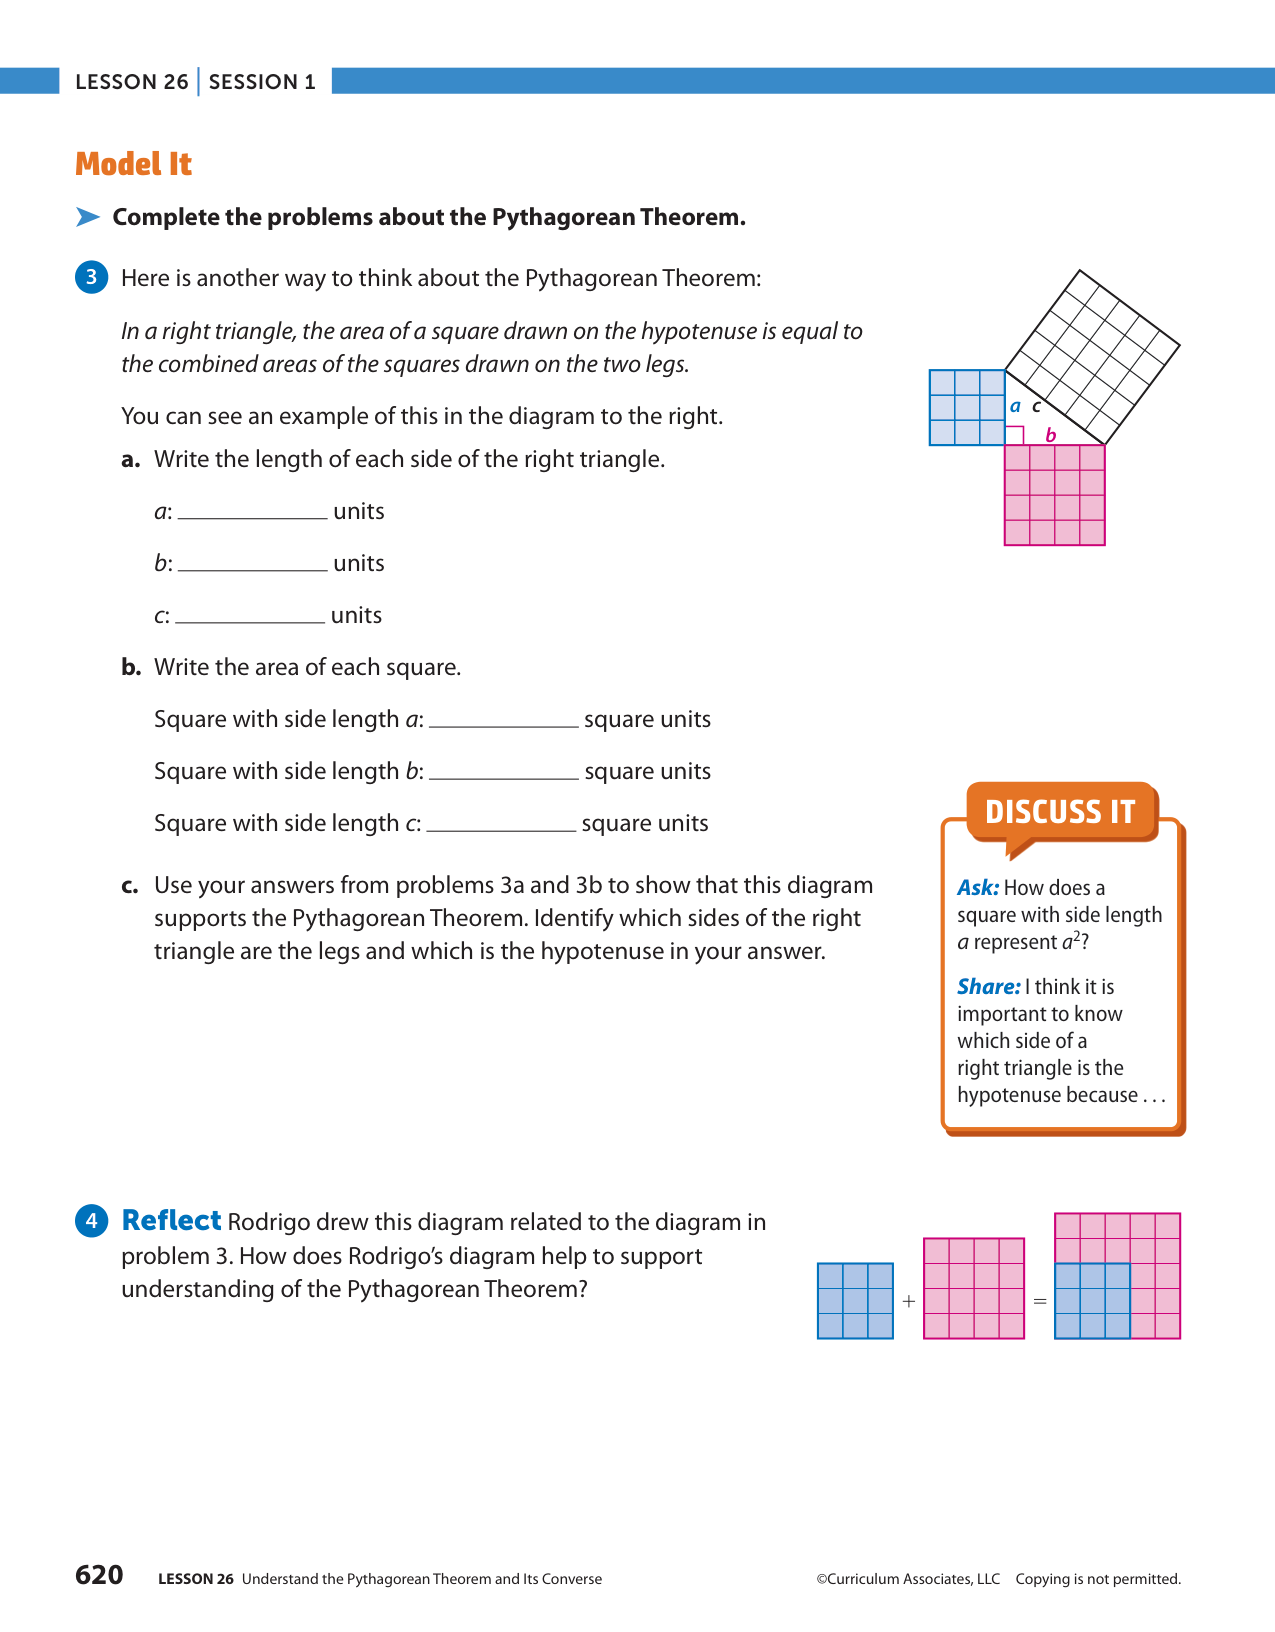 LESSON 26 | SESSION 1
Model It
Complete the problems about the Pythagorean Theorem.
3 Here is another way to think about the Pythagorean Theorem:
In a right triangle, the area of a square drawn on the hypotenuse is equal to
the combined areas of the squares drawn on the two legs.
You can see an example of this in the diagram to the right.
a c
b
a. Write the length of each side of the right triangle.
a: ____________ units
b: ____________ units
c: ____________ units
b. Write the area of each square.
Square with side length a: ____________ square units
Square with side length b: ____________ square units
Square with side length c: ____________ square units
c. Use your answers from problems 3a and 3b to show that this diagram
supports the Pythagorean Theorem. Identify which sides of the right
triangle are the legs and which is the hypotenuse in your answer.
DISCUSS IT
Ask: How does a
square with side length
a represent a²?
Share: I think it is
important to know
which side of a
right triangle is the
hypotenuse because . . .
4 Reflect Rodrigo drew this diagram related to the diagram in
problem 3. How does Rodrigo’s diagram help to support
understanding of the Pythagorean Theorem?
+ =
620 LESSON 26 Understand the Pythagorean Theorem and Its Converse
©Curriculum Associates, LLC Copying is not permitted.